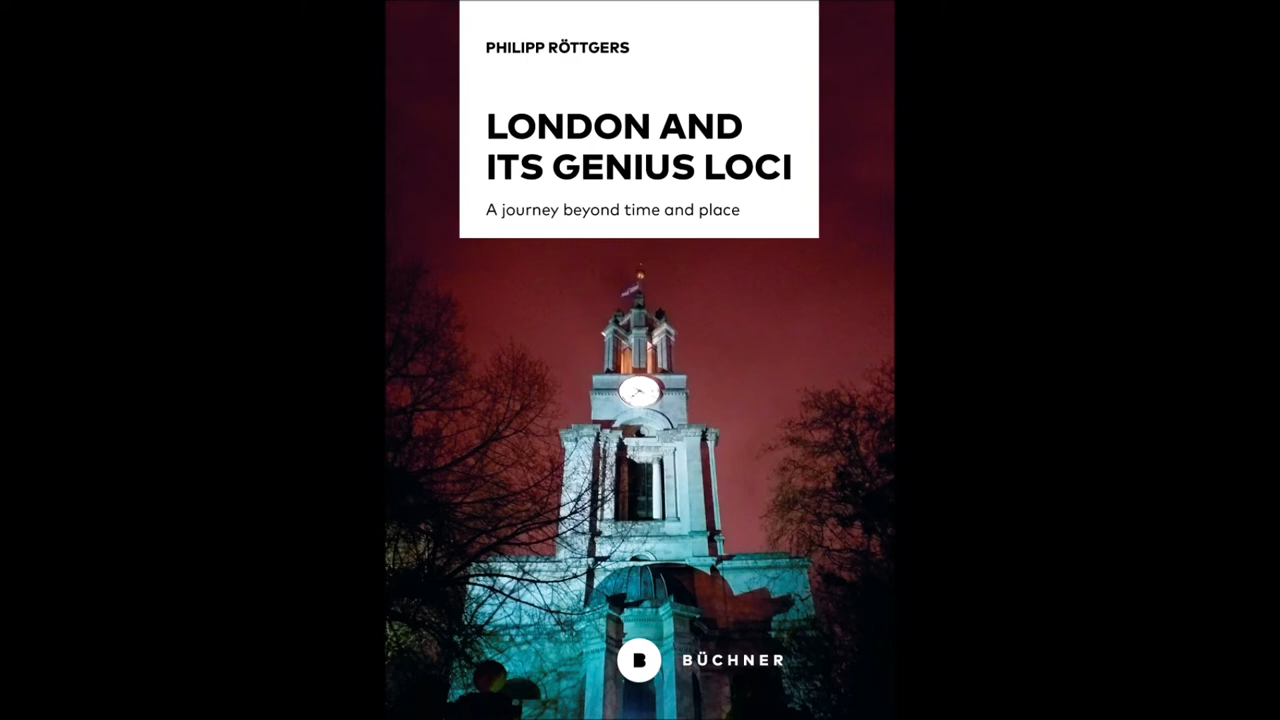 PHILIPP RÖTTGERS
LONDON AND
ITS GENIUS LOCI
A journey beyond time and place
B BÜCHNER